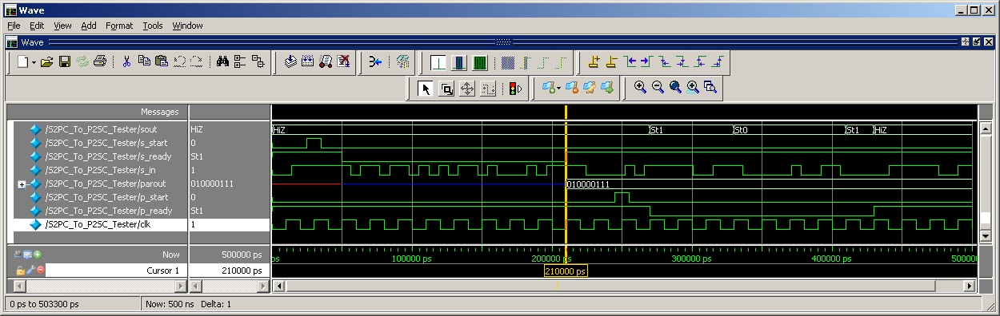 Wave
File Edit View Add Format Tools Window
Wave
Messages
/S2PC_To_P2SC_Tester/sout HiZ HiZ St1 St0 St1 HiZ
/S2PC_To_P2SC_Tester/s_start 0
/S2PC_To_P2SC_Tester/s_ready St1
/S2PC_To_P2SC_Tester/s_in 1
/S2PC_To_P2SC_Tester/parout 010000111 010000111
/S2PC_To_P2SC_Tester/p_start 0
/S2PC_To_P2SC_Tester/p_ready St1
/S2PC_To_P2SC_Tester/clk 1
Now 500000 ps ps 100000 ps 200000 ps 300000 ps 400000 ps 50000
Cursor 1 210000 ps 210000 ps
0 ps to 503300 ps Now: 500 ns Delta: 1